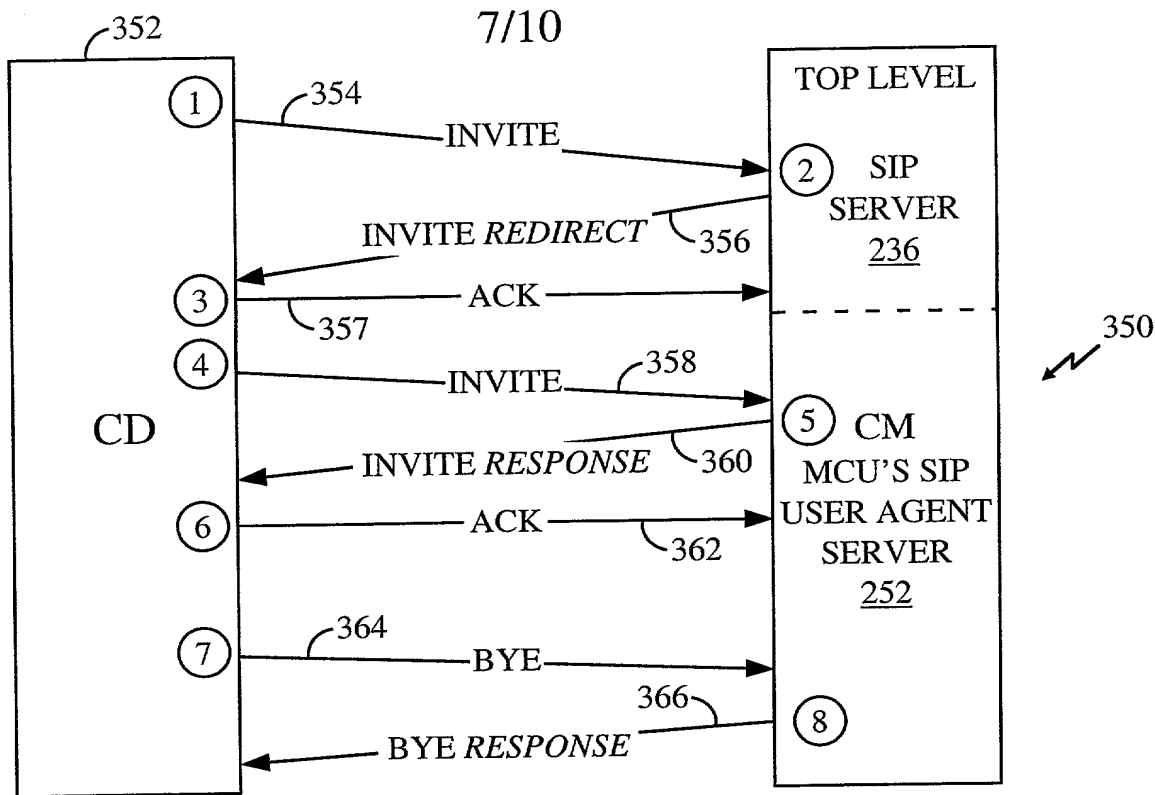 7/10
352
TOP LEVEL
1
354
INVITE
2
SIP
SERVER
236
INVITE REDIRECT
356
3
ACK
357
350
4
INVITE
358
CD
5
CM
MCU'S SIP
USER AGENT
SERVER
252
INVITE RESPONSE
360
6
ACK
362
7
364
BYE
366
8
BYE RESPONSE